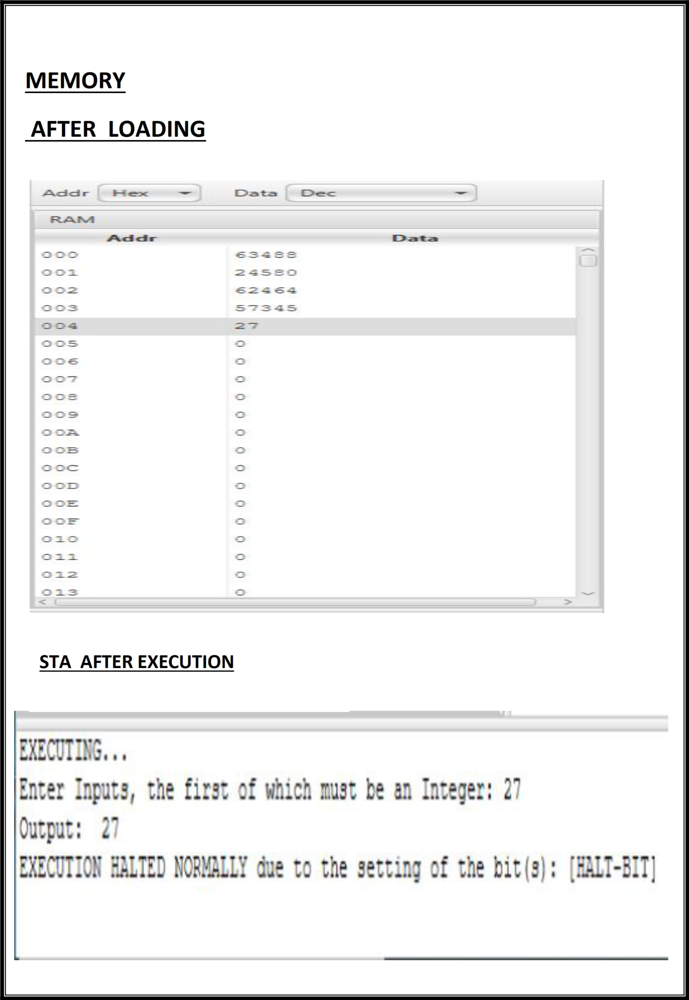 MEMORY
AFTER LOADING
Addr Hex Data Dec
RAM
Addr Data
000 63488
001 24580
002 62464
003 57345
004 27
005 0
006 0
007 0
008 0
009 0
00A 0
00B 0
00C 0
00D 0
00E 0
00F 0
010 0
011 0
012 0
013 0
STA AFTER EXECUTION
EXECUTING...
Enter Inputs, the first of which must be an Integer: 27
Output: 27
EXECUTION HALTED NORMALLY due to the setting of the bit(s): [HALT-BIT]